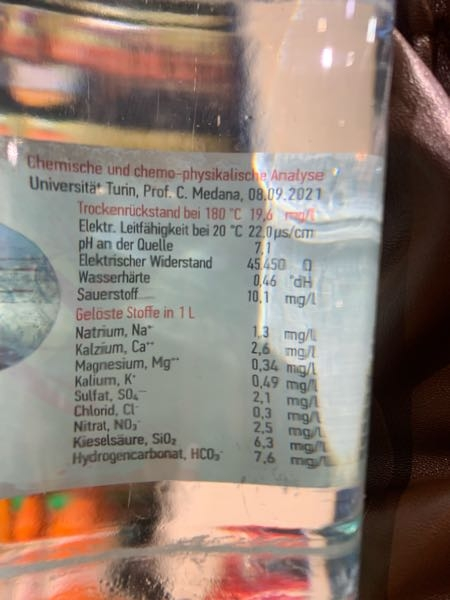 Chemische und chemo-physikalische Analyse
Universität Turin, Prof. C. Medana, 08.09.2021
Trockenrückstand bei 180 °C 19,6 mg/l
Elektr. Leitfähigkeit bei 20 °C 22,0 µs/cm
pH an der Quelle 7,1
Elektrischer Widerstand 45.450 Ω
Wasserhärte 0,46 °dH
Sauerstoff 10,1 mg/l
Gelöste Stoffe in 1 L
Natrium, Na⁺ 1,3 mg/l
Kalzium, Ca⁺⁺ 2,6 mg/l
Magnesium, Mg⁺⁺ 0,34 mg/l
Kalium, K⁺ 0,49 mg/l
Sulfat, SO₄⁻⁻ 2,1 mg/l
Chlorid, Cl⁻ 0,3 mg/l
Nitrat, NO₃⁻ 2,5 mg/l
Kieselsäure, SiO₂ 6,3 mg/l
Hydrogencarbonat, HCO₃⁻ 7,6 mg/l